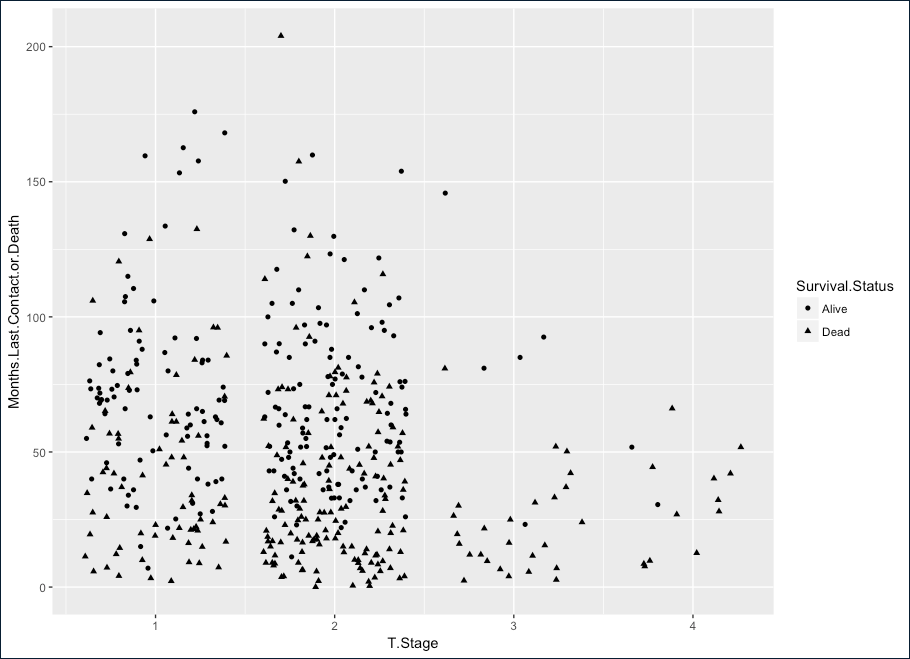 200
150
100
50
0
Months.Last.Contact.or.Death
1 2 3 4
T.Stage
Survival.Status
Alive
Dead